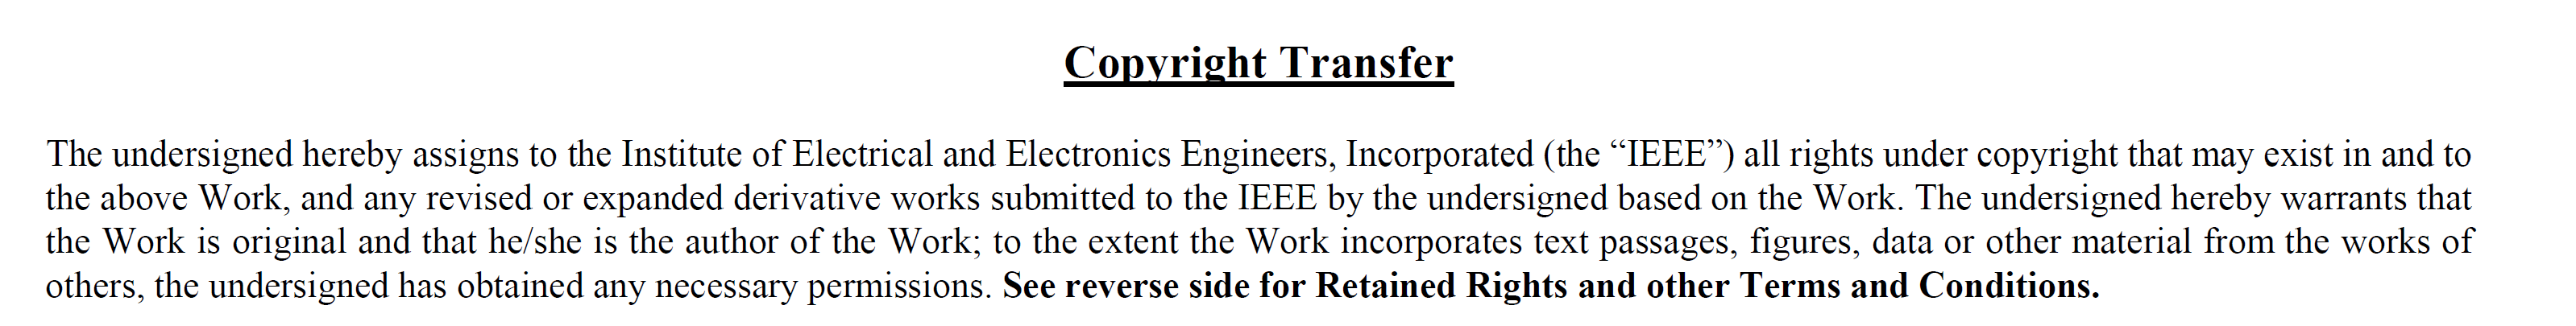 Copyright Transfer
The undersigned hereby assigns to the Institute of Electrical and Electronics Engineers, Incorporated (the “IEEE”) all rights under copyright that may exist in and to
the above Work, and any revised or expanded derivative works submitted to the IEEE by the undersigned based on the Work. The undersigned hereby warrants that
the Work is original and that he/she is the author of the Work; to the extent the Work incorporates text passages, figures, data or other material from the works of
others, the undersigned has obtained any necessary permissions. See reverse side for Retained Rights and other Terms and Conditions.